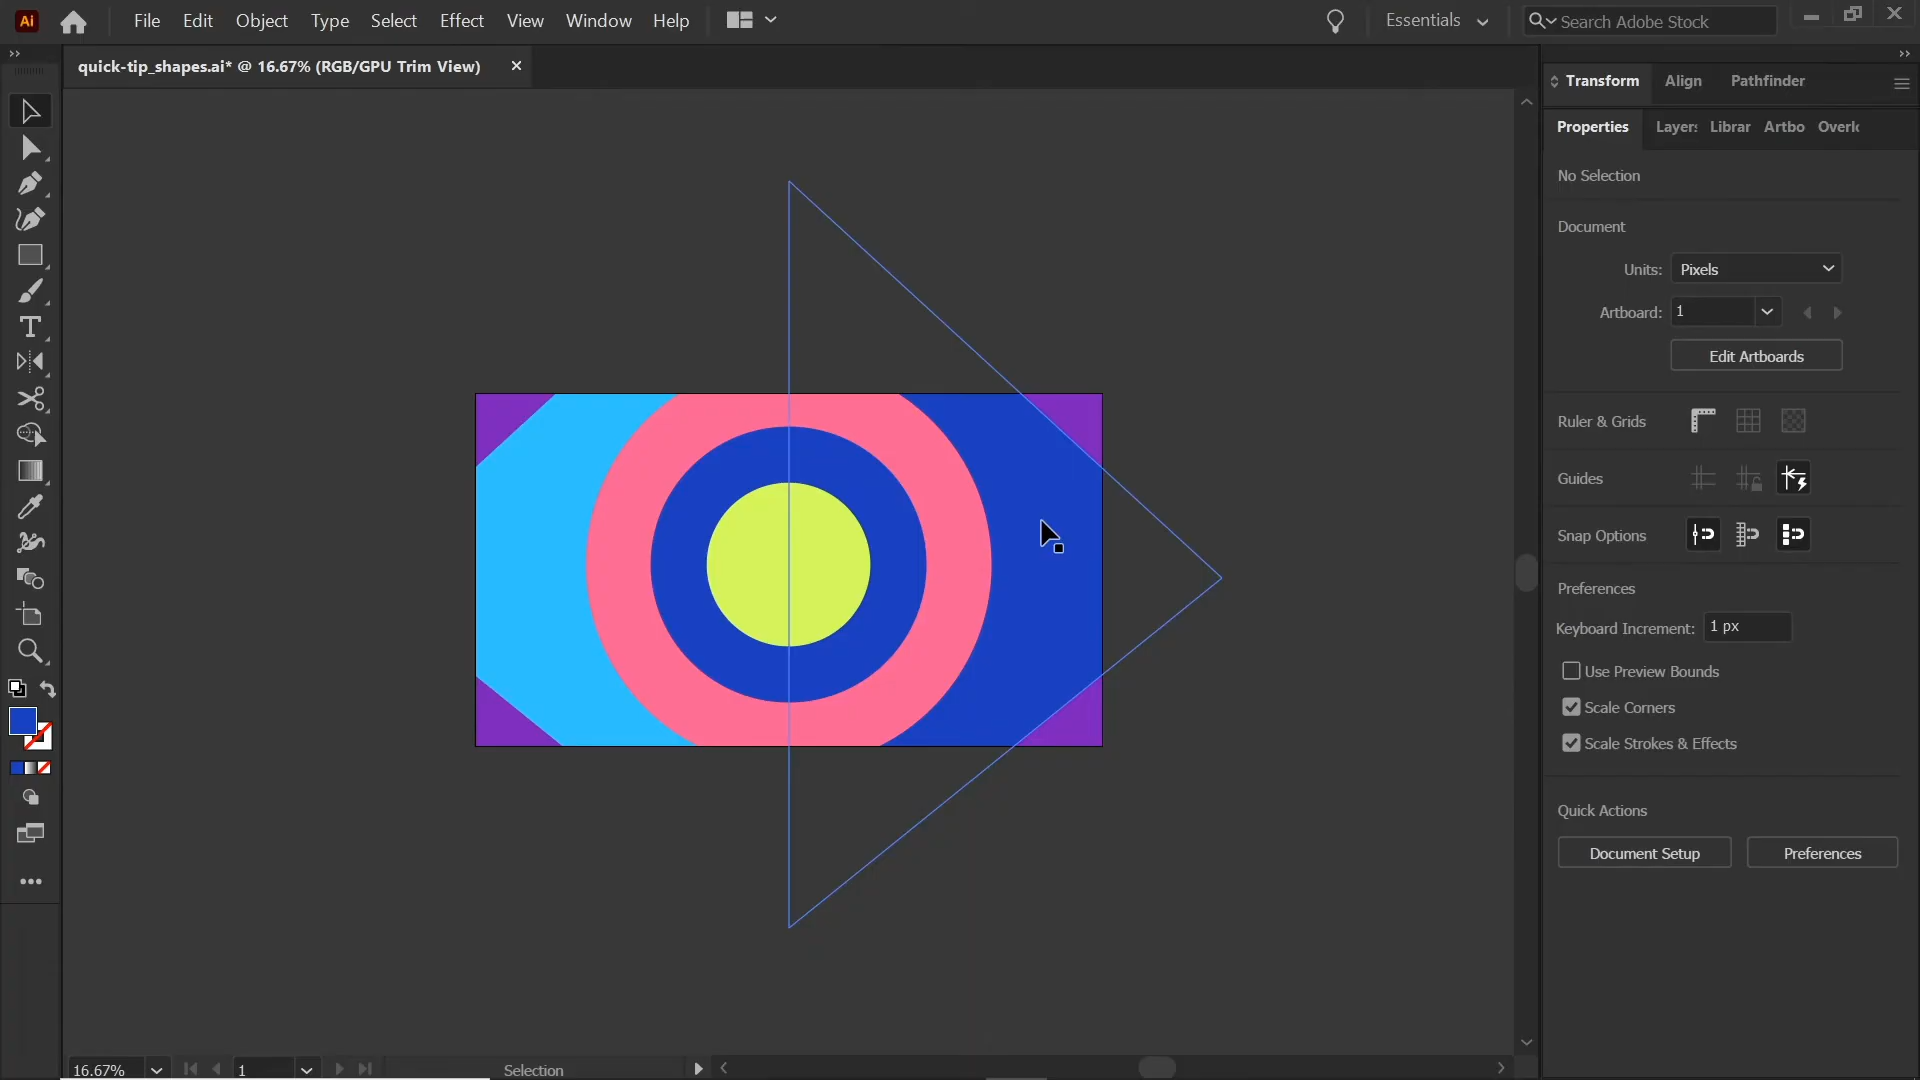 Ai File Edit Object Type Select Effect View Window Help Essentials Search Adobe Stock
quick-tip_shapes.ai* @ 16.67% (RGB/GPU Trim View)
Transform Align Pathfinder
Properties Layers Librar Artbo Overl
No Selection
Document
Units: Pixels
Artboard: 1
Edit Artboards
Ruler & Grids
Guides
Snap Options
Preferences
Keyboard Increment: 1 px
Use Preview Bounds
Scale Corners
Scale Strokes & Effects
Quick Actions
Document Setup Preferences
16.67% 1 Selection